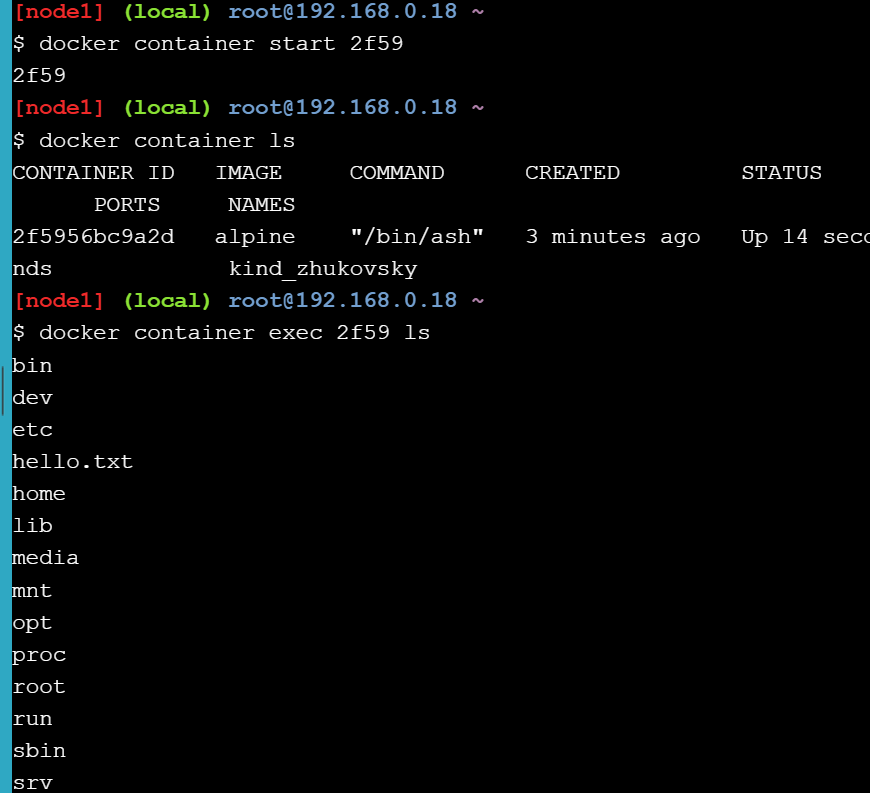 [node1] (local) root@192.168.0.18 ~
$ docker container start 2f59
2f59
[node1] (local) root@192.168.0.18 ~
$ docker container ls
CONTAINER ID   IMAGE     COMMAND      CREATED         STATUS
      PORTS     NAMES
2f5956bc9a2d   alpine    "/bin/ash"   3 minutes ago   Up 14 seco
nds             kind_zhukovsky
[node1] (local) root@192.168.0.18 ~
$ docker container exec 2f59 ls
bin
dev
etc
hello.txt
home
lib
media
mnt
opt
proc
root
run
sbin
srv